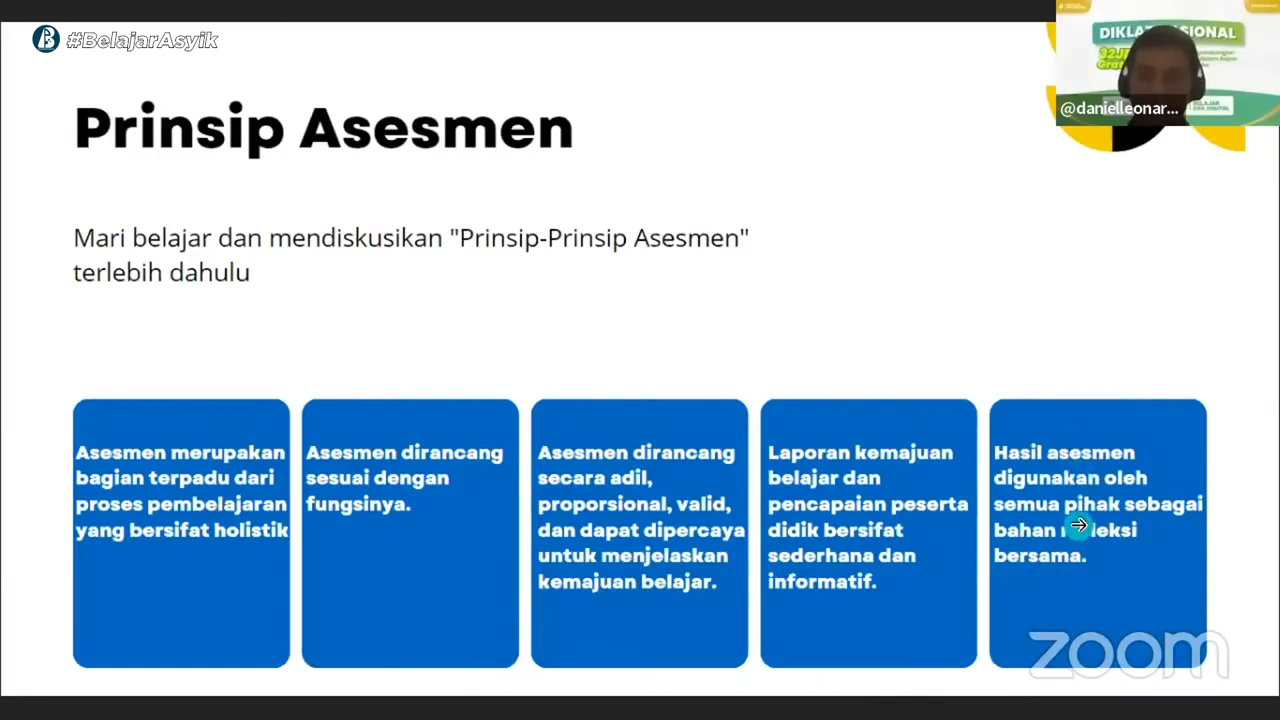 #BelajarAsyik
@danielleonar...
Prinsip Asesmen
Mari belajar dan mendiskusikan "Prinsip-Prinsip Asesmen"
terlebih dahulu
Asesmen merupakan
bagian terpadu dari
proses pembelajaran
yang bersifat holistik
Asesmen dirancang
sesuai dengan
fungsinya.
Asesmen dirancang
secara adil,
proporsional, valid,
dan dapat dipercaya
untuk menjelaskan
kemajuan belajar.
Laporan kemajuan
belajar dan
pencapaian peserta
didik bersifat
sederhana dan
informatif.
Hasil asesmen
digunakan oleh
semua pihak sebagai
bahan
bersama.
zoom